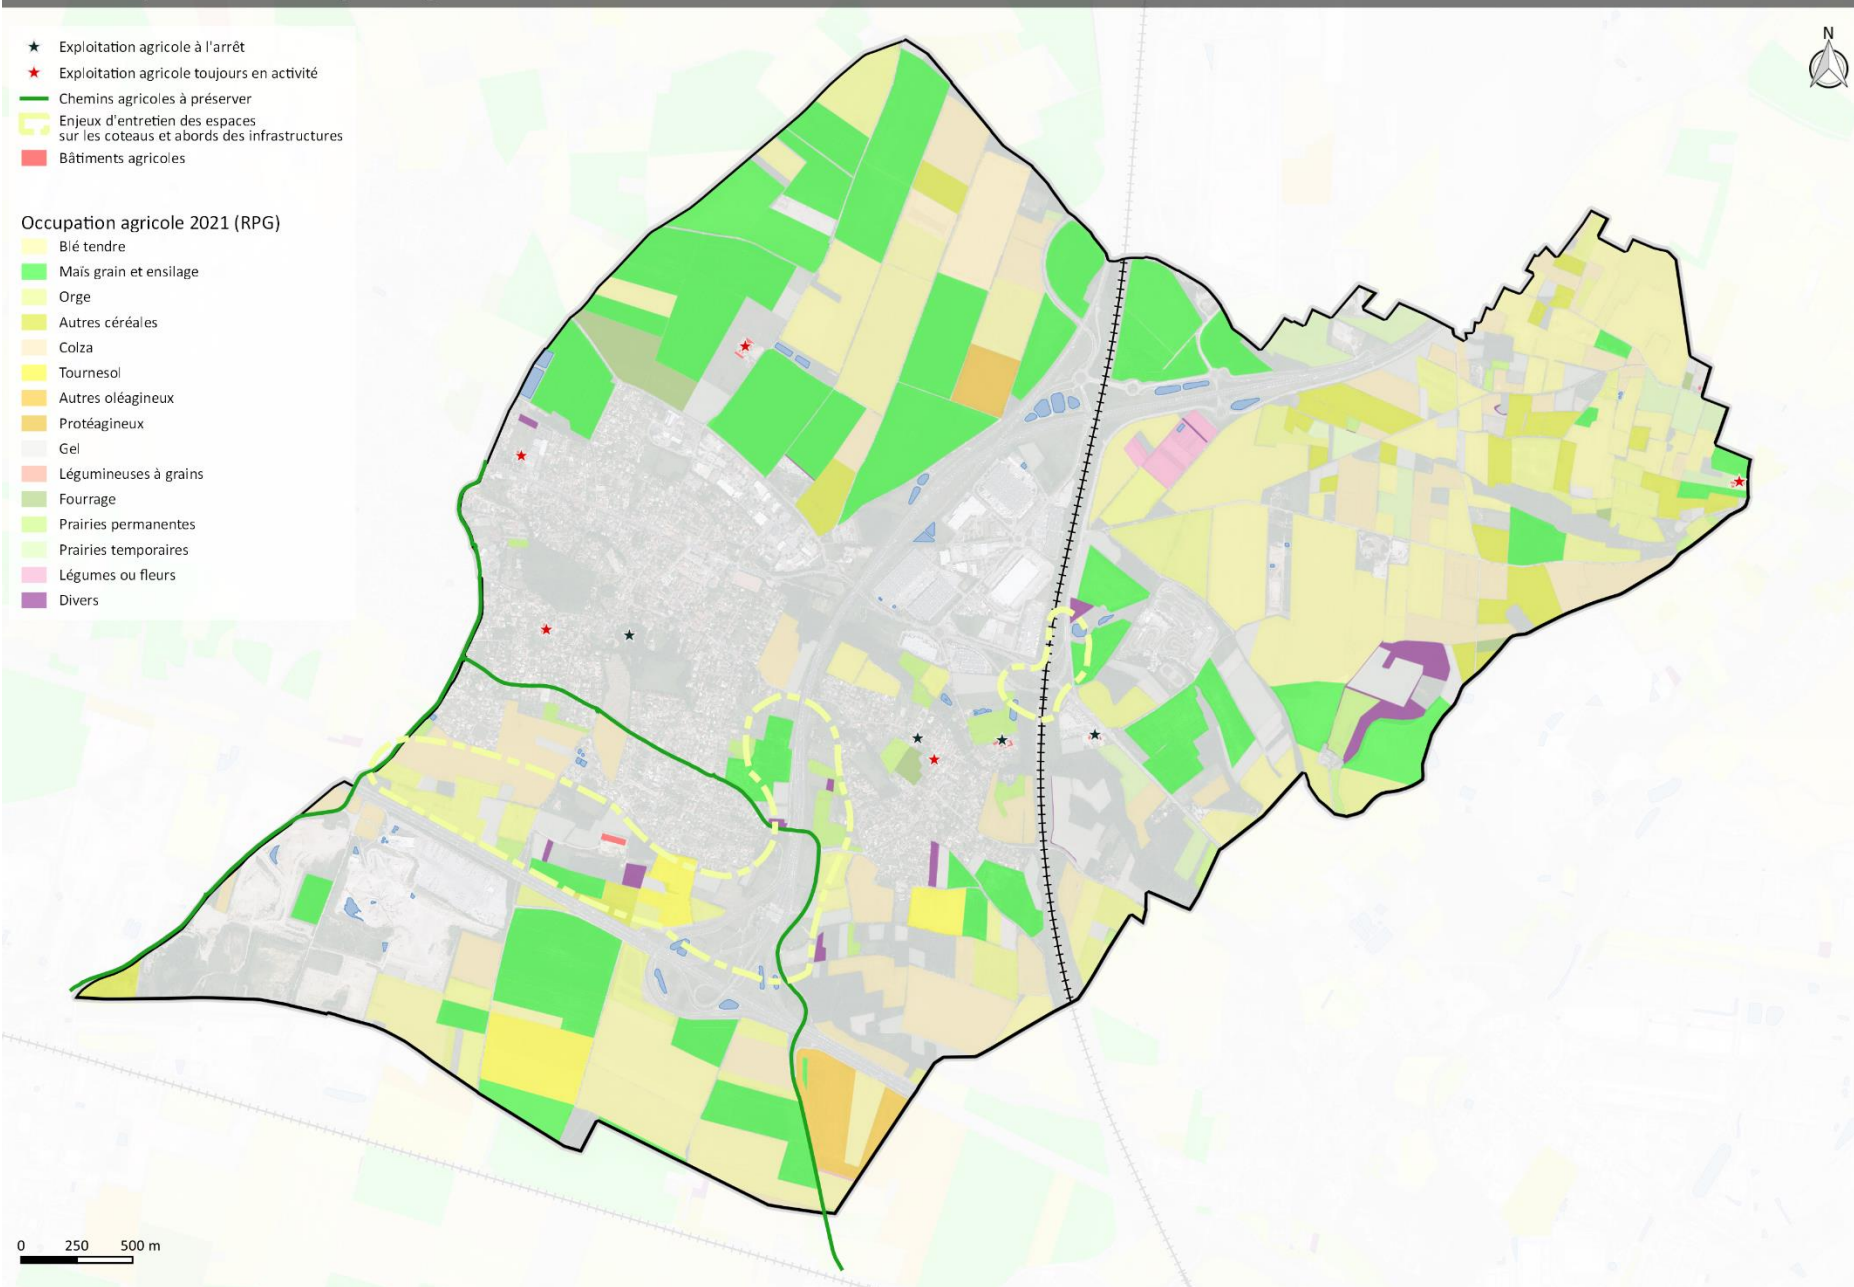 N
Exploitation agricole à l'arrêt
Exploitation agricole toujours en activité
Chemins agricoles à préserver
Enjeux d'entretien des espaces
sur les coteaus et abords des infrastructures
Bâtiments agricoles
Occupation agricole 2021 (RPG)
Blé tendre
Maïs grain et ensilage
Orge
Autres céréales
Colza
Tournesol
Autres oléagineux
Protéagineux
Gel
Légumineuses à grains
Fourrage
Prairies permanentes
Prairies temporaires
Légumes ou fleurs
Divers
0 250 500 m